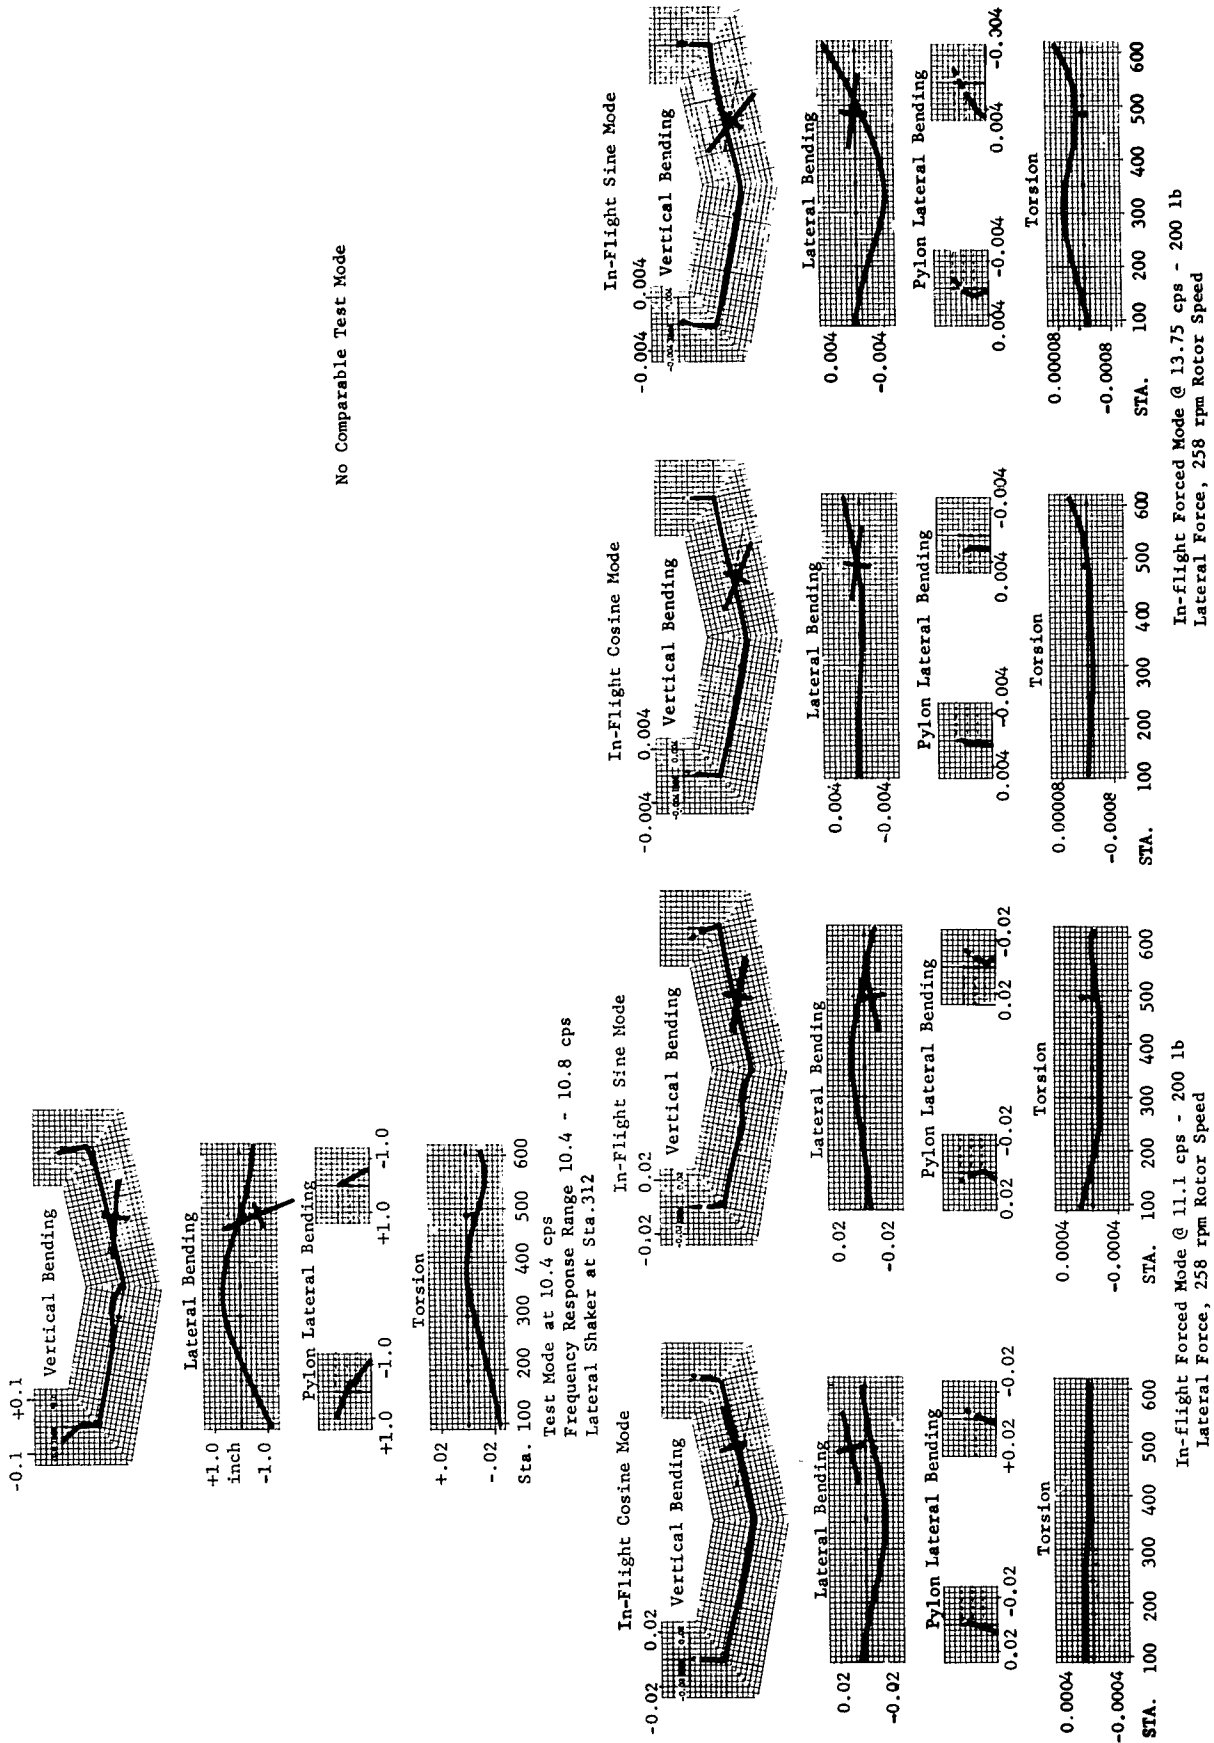 -0.1 +0.1
Vertical Bending
Lateral Bending
+1.0
inch
-1.0
Pylon Lateral Bending
+1.0 -1.0 +1.0 -1.0
Torsion
+.02
-.02
Sta. 100 200 300 400 500 600
Test Mode at 10.4 cps
Frequency Response Range 10.4 - 10.8 cps
Lateral Shaker at Sta.312
No Comparable Test Mode
In-Flight Cosine Mode
-0.02 0.02
Vertical Bending
Lateral Bending
0.02
-0.02
Pylon Lateral Bending
0.02 -0.02 +0.02 -0.02
Torsion
0.0004
-0.0004
STA. 100 200 300 400 500 600
In-Flight Sine Mode
-0.02 0.02
Vertical Bending
Lateral Bending
0.02
-0.02
Pylon Lateral Bending
0.02 -0.02 0.02 -0.02
Torsion
0.0004
-0.0004
STA. 100 200 300 400 500 600
In-flight Forced Mode @ 11.1 cps - 200 lb
Lateral Force, 258 rpm Rotor Speed
In-Flight Cosine Mode
-0.004 0.004
-0.004 0.004
Vertical Bending
Lateral Bending
0.004
-0.004
Pylon Lateral Bending
0.004 -0.004 0.004 -0.004
Torsion
0.00008
-0.0008
STA. 100 200 300 400 500 600
In-Flight Sine Mode
-0.004 0.004
-0.004 0.004
Vertical Bending
Lateral Bending
0.004
-0.004
Pylon Lateral Bending
0.004 -0.004 0.004 -0.304
Torsion
0.00008
-0.0008
STA. 100 200 300 400 500 600
In-flight Forced Mode @ 13.75 cps - 200 lb
Lateral Force, 258 rpm Rotor Speed